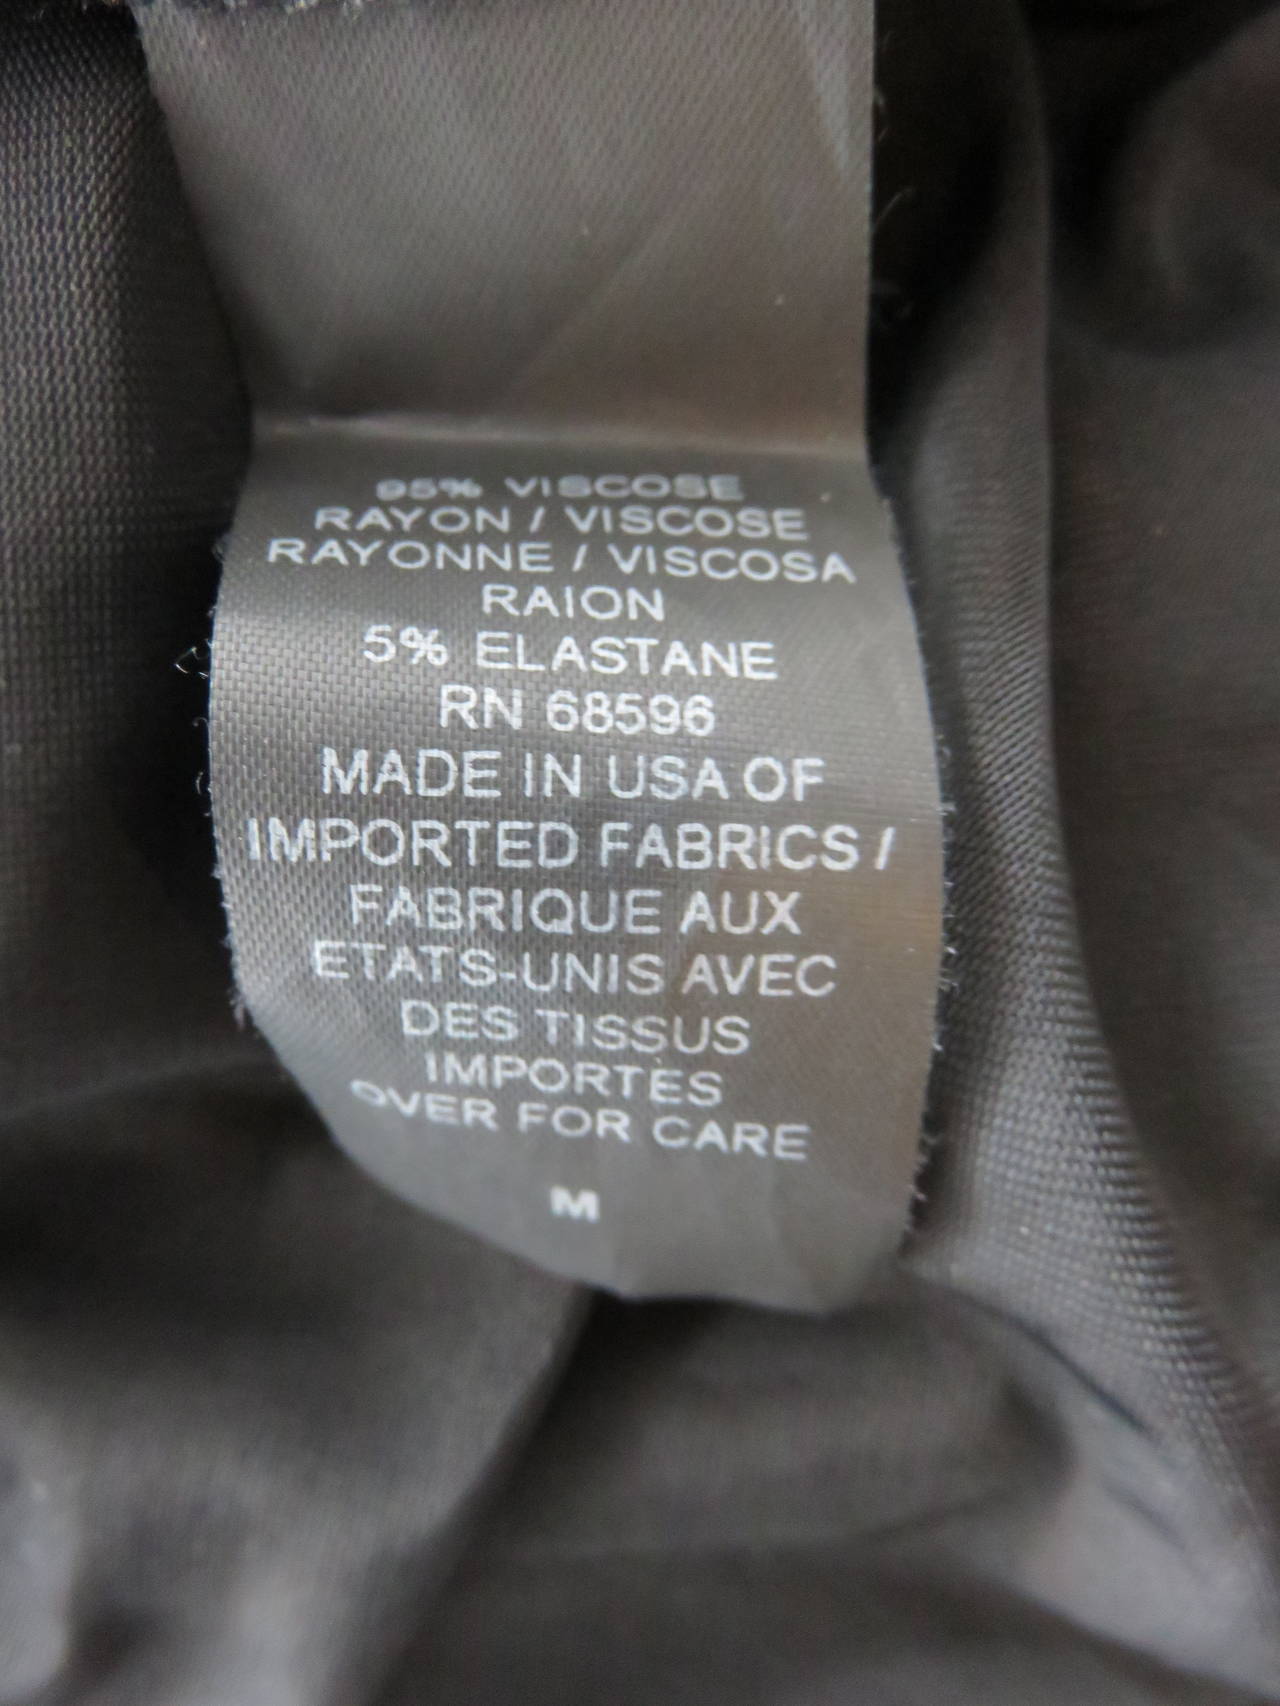 95% VISCOSE
RAYON / VISCOSE
RAYONNE / VISCOSA
RAION
5% ELASTANE
RN 68596
MADE IN USA OF
IMPORTED FABRICS /
FABRIQUE AUX
ETATS-UNIS AVEC
DES TISSUS
IMPORTES
OVER FOR CARE
M